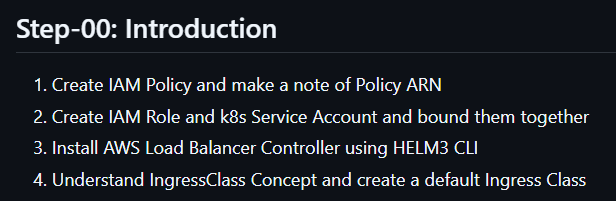 Step-00: Introduction
1. Create IAM Policy and make a note of Policy ARN
2. Create IAM Role and k8s Service Account and bound them together
3. Install AWS Load Balancer Controller using HELM3 CLI
4. Understand IngressClass Concept and create a default Ingress Class